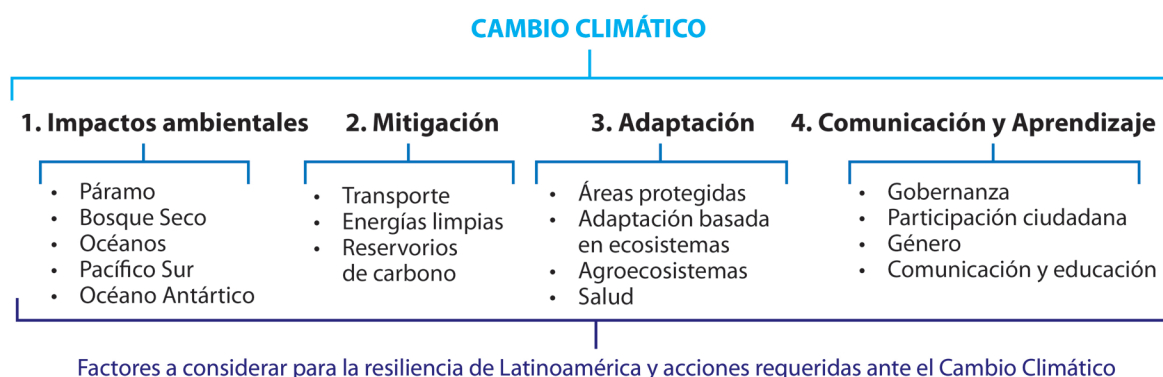 CAMBIO CLIMÁTICO
1. Impactos ambientales
• Páramo
• Bosque Seco
• Océanos
• Pacífico Sur
• Océano Antártico
2. Mitigación
• Transporte
• Energías limpias
• Reservorios
de carbono
3. Adaptación
• Áreas protegidas
• Adaptación basada
en ecosistemas
• Agroecosistemas
• Salud
4. Comunicación y Aprendizaje
• Gobernanza
• Participación ciudadana
• Género
• Comunicación y educación
Factores a considerar para la resiliencia de Latinoamérica y acciones requeridas ante el Cambio Climático